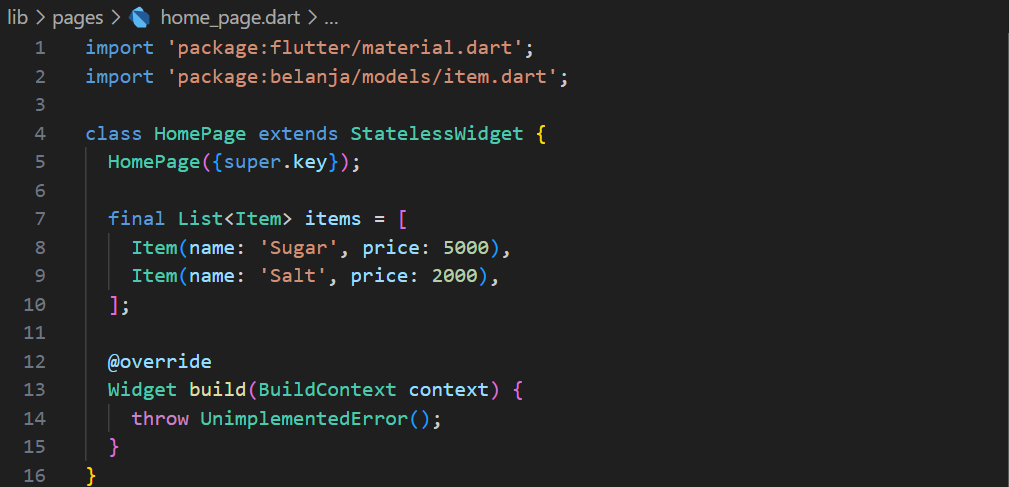 lib > pages > home_page.dart > ...
1 import 'package:flutter/material.dart';
2 import 'package:belanja/models/item.dart';
3
4 class HomePage extends StatelessWidget {
5   HomePage({super.key});
6
7   final List<Item> items = [
8     Item(name: 'Sugar', price: 5000),
9     Item(name: 'Salt', price: 2000),
10   ];
11
12   @override
13   Widget build(BuildContext context) {
14     throw UnimplementedError();
15   }
16 }